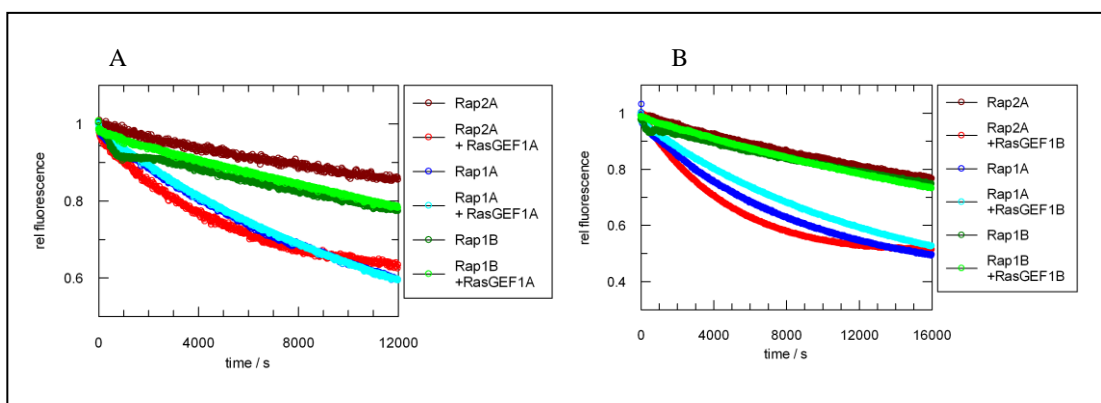 A
rel fluorescence
1
0.8
0.6
0
4000
8000
12000
time / s
Rap2A
Rap2A
+ RasGEF1A
Rap1A
Rap1A
+ RasGEF1A
Rap1B
Rap1B
+RasGEF1A
B
rel fluorescence
1
0.8
0.6
0.4
0
4000
8000
12000
16000
time / s
Rap2A
Rap2A
+RasGEF1B
Rap1A
Rap1A
+RasGEF1B
Rap1B
Rap1B
+RasGEF1B